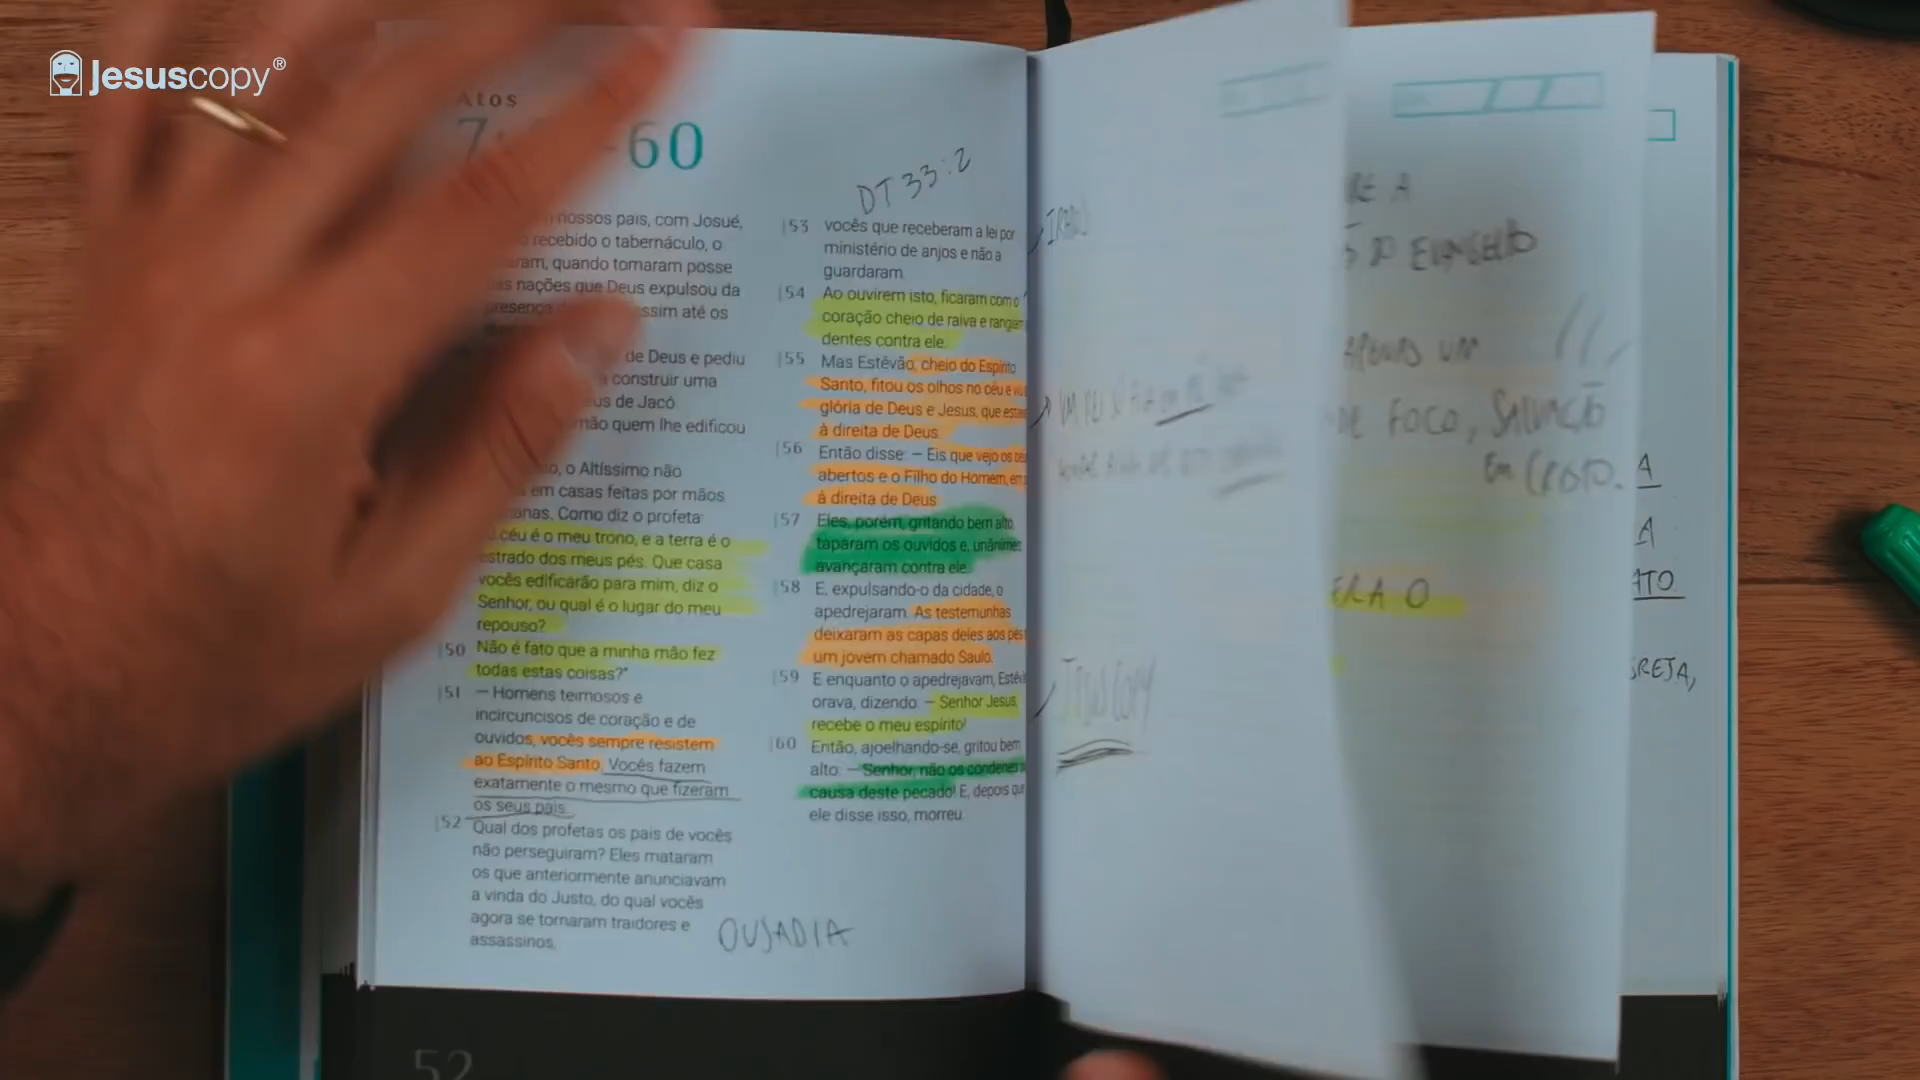 Jesuscopy®
Atos
7: -60
DT 33:2
nossos pais, com Josué,
recebido o tabernáculo, o
quando tomaram posse
nações que Deus expulsou da
assim até os
de Deus e pediu
construir uma
de Jacó.
quem lhe edificou
o Altíssimo não
em casas feitas por mãos
Como diz o profeta:
céu é o meu trono, e a terra é o
estrado dos meus pés. Que casa
vocês edificarão para mim, diz o
Senhor, ou qual é o lugar do meu
repouso?
|50 Não é fato que a minha mão fez
todas estas coisas?"
|51 — Homens teimosos e
incircuncisos de coração e de
ouvidos, vocês sempre resistem
ao Espírito Santo. Vocês fazem
exatamente o mesmo que fizeram
os seus pais.
|52 Qual dos profetas os pais de vocês
não perseguiram? Eles mataram
os que anteriormente anunciavam
a vinda do Justo, do qual vocês
agora se tornaram traidores e
assassinos,
|53 vocês que receberam a lei por
ministério de anjos e não a
guardaram.
|54 Ao ouvirem isto, ficaram com o
coração cheio de raiva e rangiam
dentes contra ele.
|55 Mas Estêvão, cheio do Espírito
Santo, fitou os olhos no céu e viu
glória de Deus e Jesus, que
à direita de Deus.
|56 Então disse: — Eis que vejo os
abertos e o Filho do Homem, em
à direita de Deus.
|57 Eles, porém, gritando bem alto,
taparam os ouvidos e, unânimes
avançaram contra ele.
|58 E, expulsando-o da cidade, o
apedrejaram. As testemunhas
deixaram as capas deles aos pés
um jovem chamado Saulo.
|59 E enquanto o apedrejavam,
orava, dizendo: — Senhor Jesus,
recebe o meu espírito!
|60 Então, ajoelhando-se, gritou bem
alto: — Senhor, não os condenes
causa deste pecado! E, depois que
ele disse isso, morreu.
OUSADIA
52
JESUSCOPY
DO EVANGELHO
APENAS UM
DE FOCO, SALVAÇÃO
EM CRISTO.
ERA O
A
A